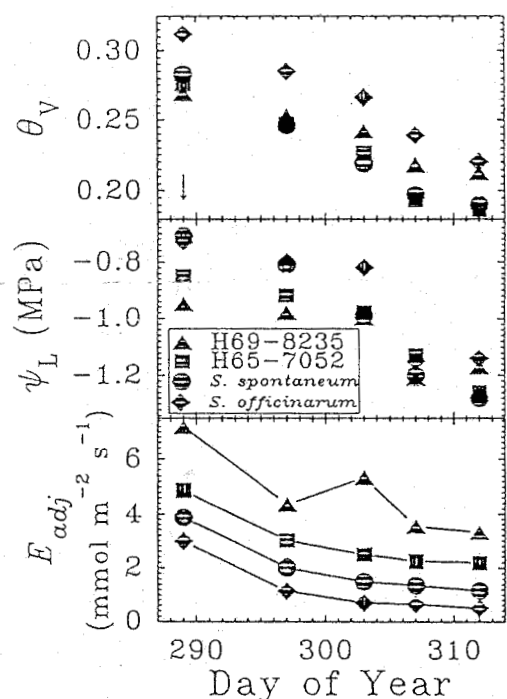 0.30
0.25
0.20
θV
−0.8
−1.0
−1.2
ψL (MPa)
H69−8235
H65−7052
S. spontaneum
S. officinarum
6
4
2
0
Eadj
(mmol m−2 s−1)
290 300 310
Day of Year